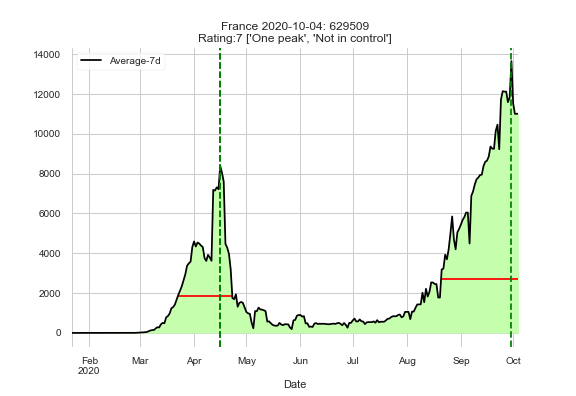 France 2020-10-04: 629509
Rating:7 ['One peak', 'Not in control']
Average-7d
14000
12000
10000
8000
6000
4000
2000
0
Feb Mar Apr May Jun Jul Aug Sep Oct
2020
Date